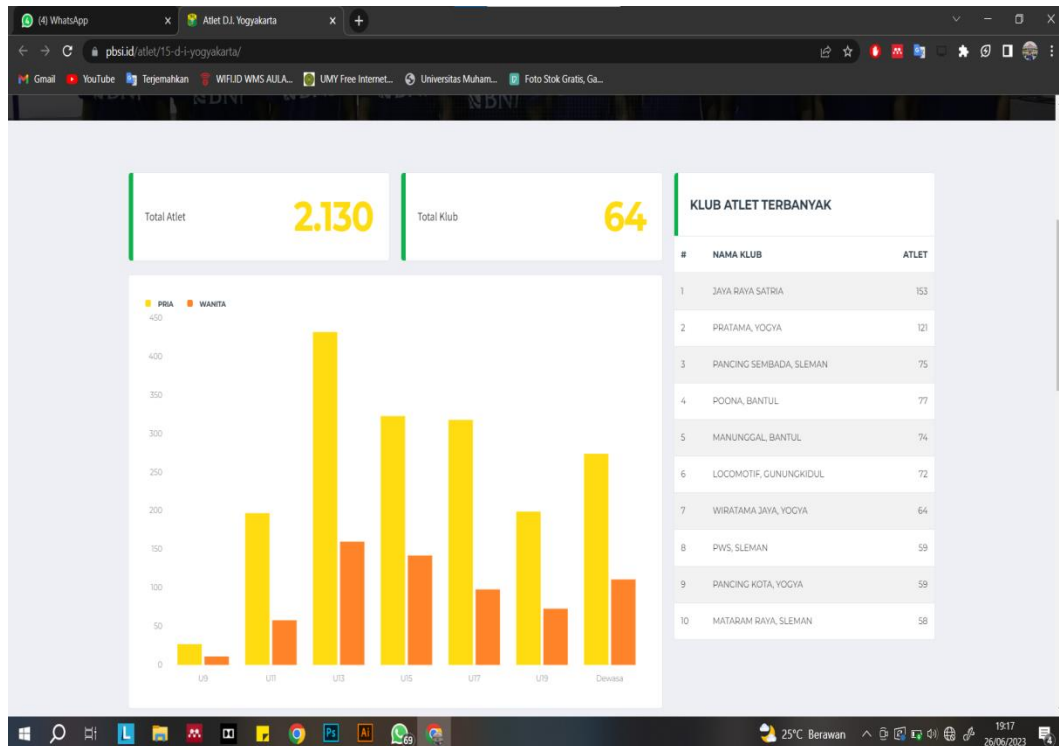 (4) WhatsApp
Atlet D.I. Yogyakarta
pbsi.id/atlet/15-d-i-yogyakarta/
Gmail YouTube Terjemahkan WIFI.ID WMS AULA... UMY Free Internet... Universitas Muham... Foto Stok Gratis, Ga...
BNI
Total Atlet 2.130
Total Klub 64
PRIA WANITA
450
400
350
300
250
200
150
100
50
0
U9 U11 U13 U15 U17 U19 Dewasa
KLUB ATLET TERBANYAK
# NAMA KLUB ATLET
1 JAYA RAYA SATRIA 153
2 PRATAMA, YOGYA 121
3 PANCING SEMBADA, SLEMAN 75
4 POONA, BANTUL 77
5 MANUNGGAL, BANTUL 74
6 LOCOMOTIF, GUNUNGKIDUL 72
7 WIRATAMA JAYA, YOGYA 64
8 PWS, SLEMAN 59
9 PANCING KOTA, YOGYA 59
10 MATARAM RAYA, SLEMAN 58
L Ps Ai 69
25°C Berawan
19:17
26/06/2023
4